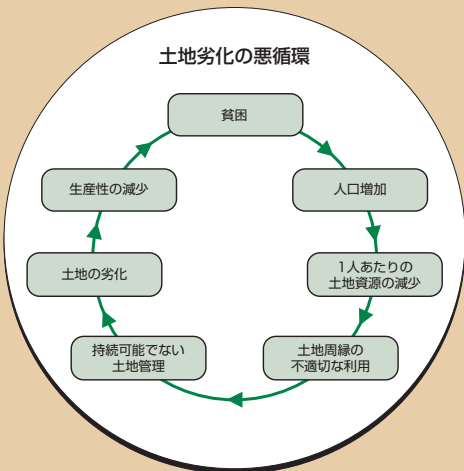 土地劣化の悪循環
貧困
人口増加
1人あたりの
土地資源の減少
土地周縁の
不適切な利用
持続可能でない
土地管理
土地の劣化
生産性の減少